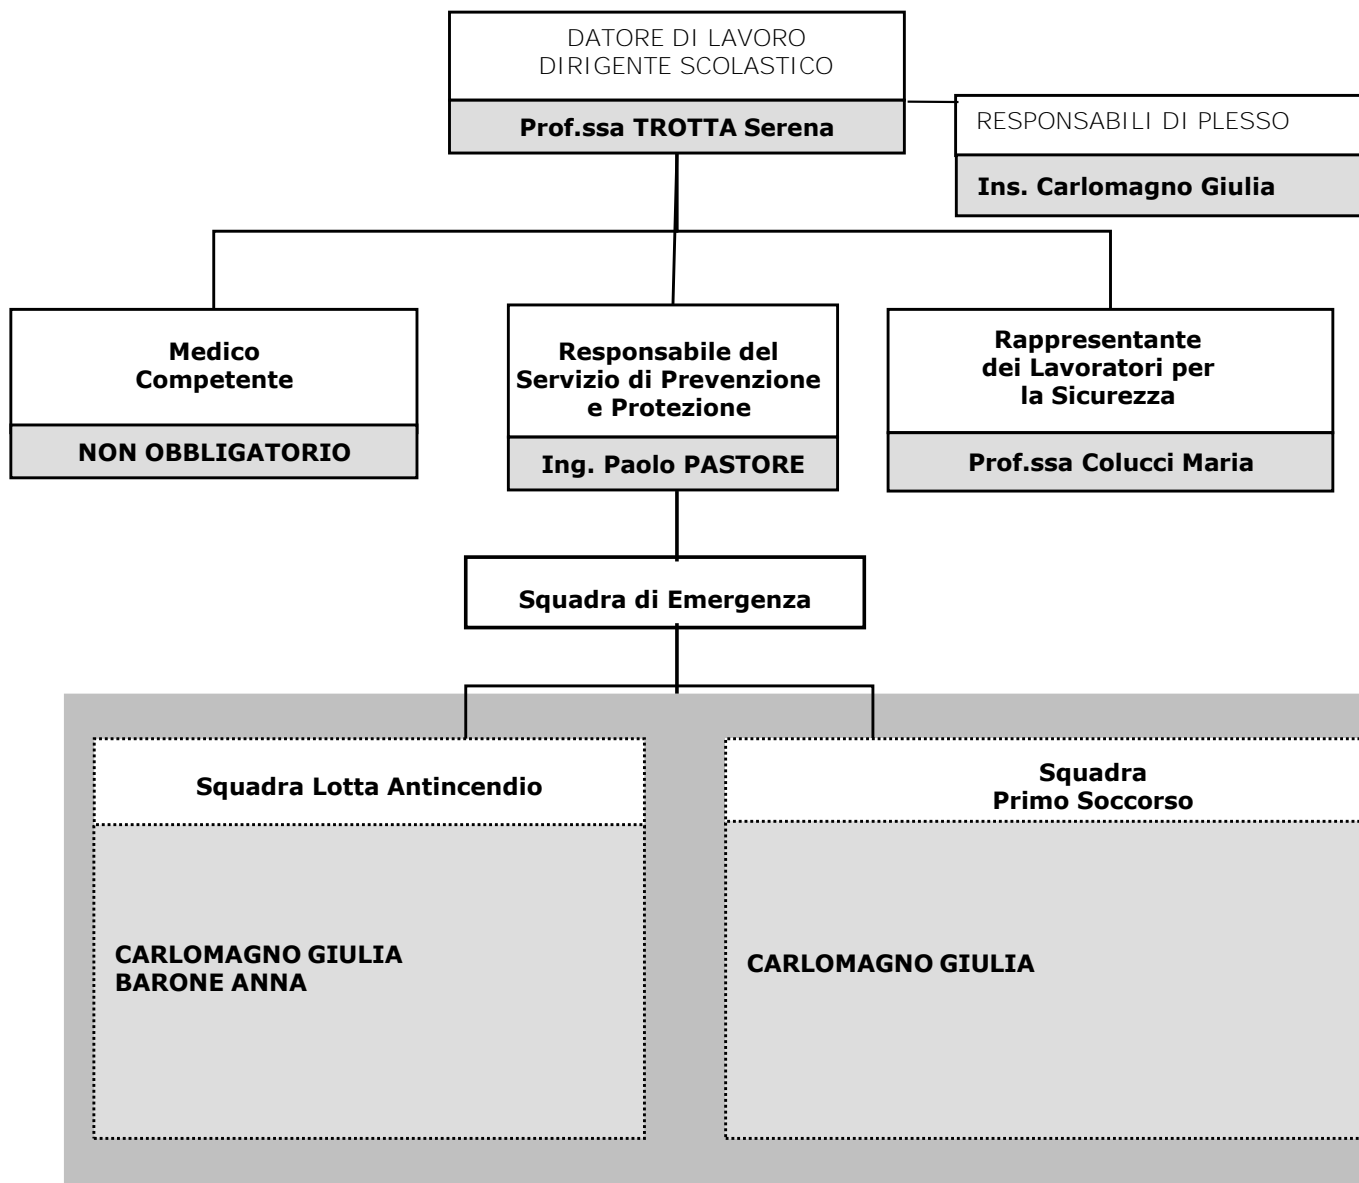 DATORE DI LAVORO
DIRIGENTE SCOLASTICO
Prof.ssa TROTTA Serena
RESPONSABILI DI PLESSO
Ins. Carlomagno Giulia
Medico
Competente
NON OBBLIGATORIO
Responsabile del
Servizio di Prevenzione
e Protezione
Ing. Paolo PASTORE
Rappresentante
dei Lavoratori per
la Sicurezza
Prof.ssa Colucci Maria
Squadra di Emergenza
Squadra Lotta Antincendio
CARLOMAGNO GIULIA
BARONE ANNA
Squadra
Primo Soccorso
CARLOMAGNO GIULIA